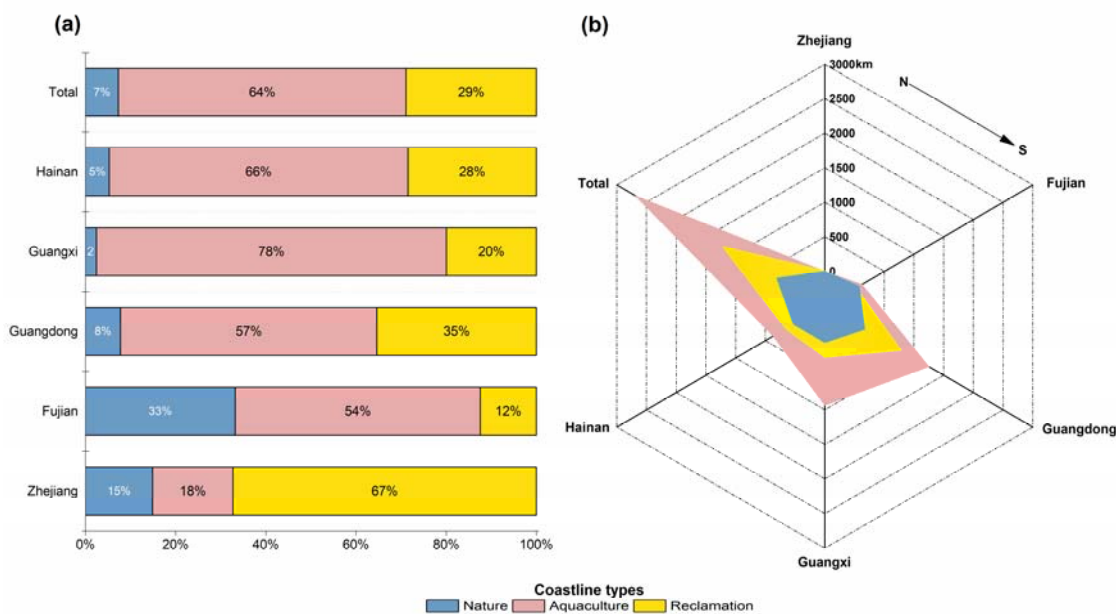 (a)
Total
7%
64%
29%
Hainan
5%
66%
28%
Guangxi
2
78%
20%
Guangdong
8%
57%
35%
Fujian
33%
54%
12%
Zhejiang
15%
18%
67%
0%
20%
40%
60%
80%
100%
(b)
Zhejiang
3000km
2500
2000
1500
1000
500
0
N
S
Fujian
Total
Hainan
Guangdong
Guangxi
Coastline types
Nature
Aquaculture
Reclamation